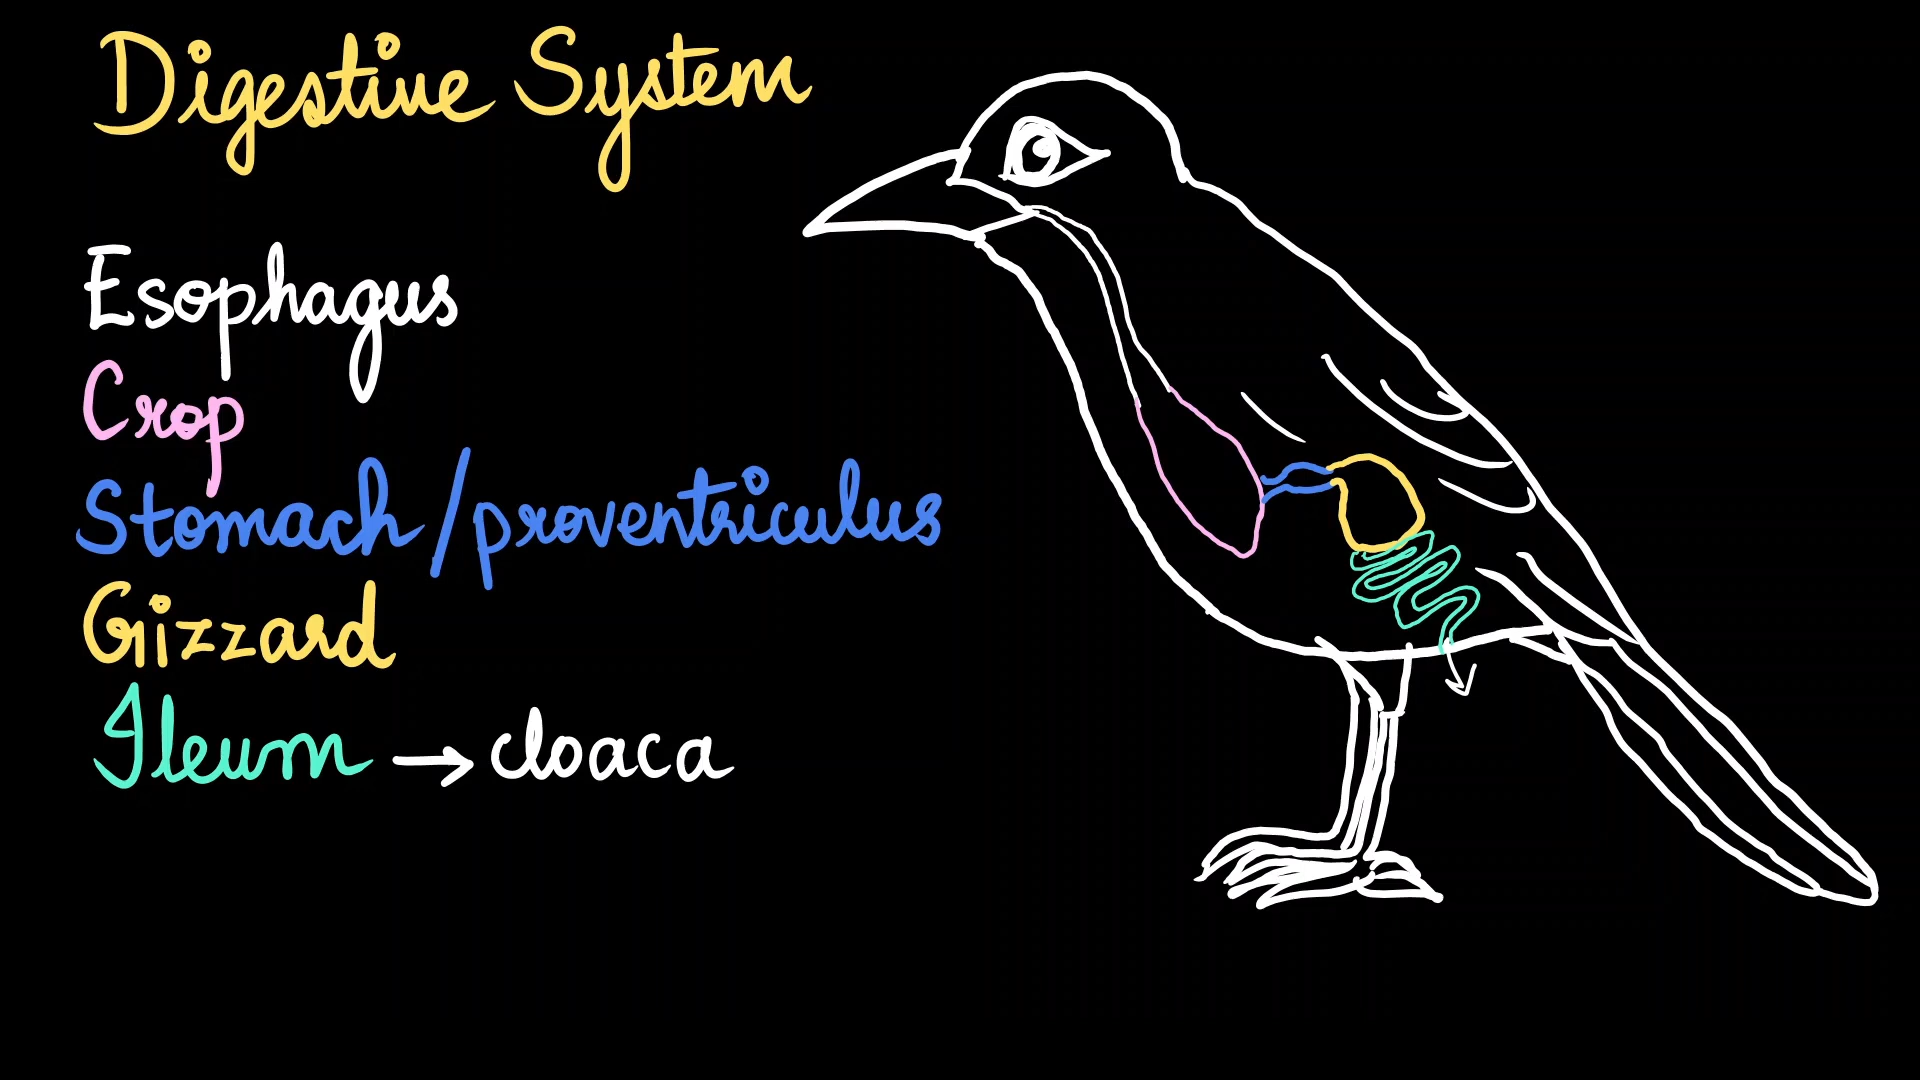 Digestive System
Esophagus
Crop
Stomach/proventriculus
Gizzard
Ileum → cloaca